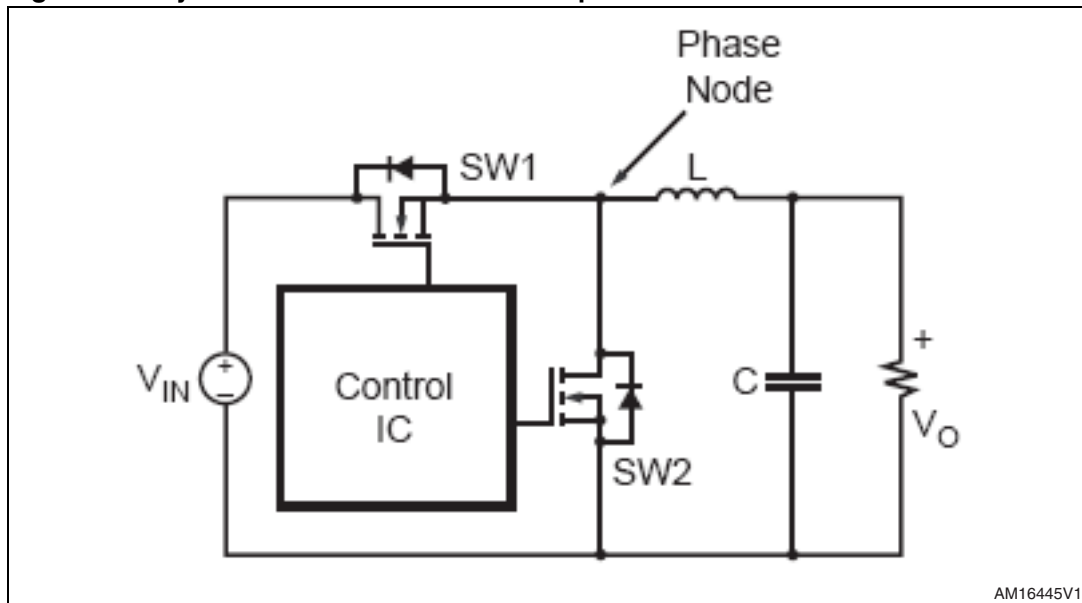 Phase
Node
SW1
L
V_IN
+
−
Control
IC
SW2
C
+
V_O
AM16445V1